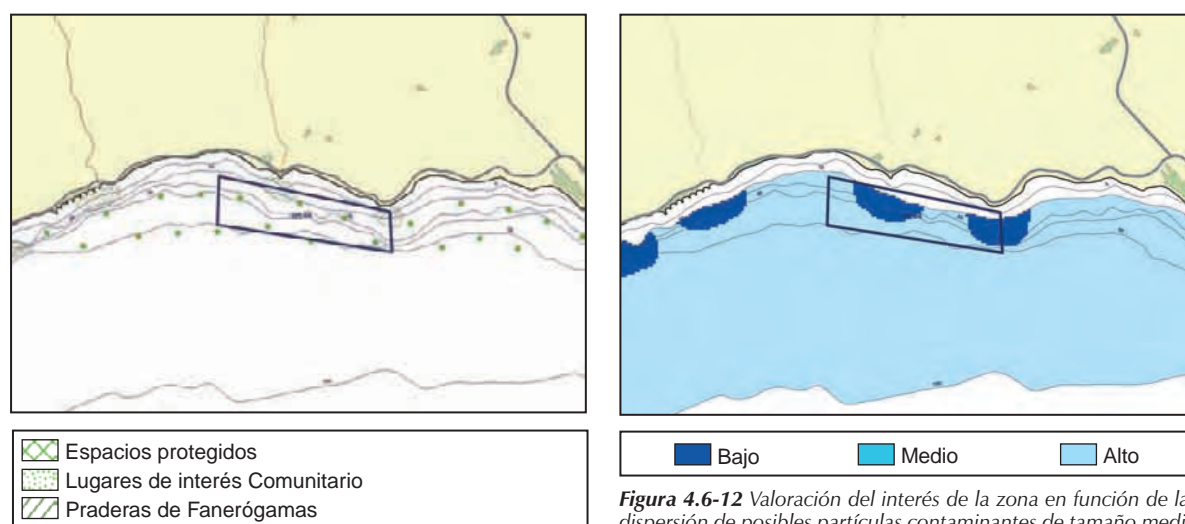 Espacios protegidos
Lugares de interés Comunitario
Praderas de Fanerógamas
Bajo Medio Alto
Figura 4.6-12 Valoración del interés de la zona en función de la
dispersión de posibles partículas contaminantes de tamaño medi